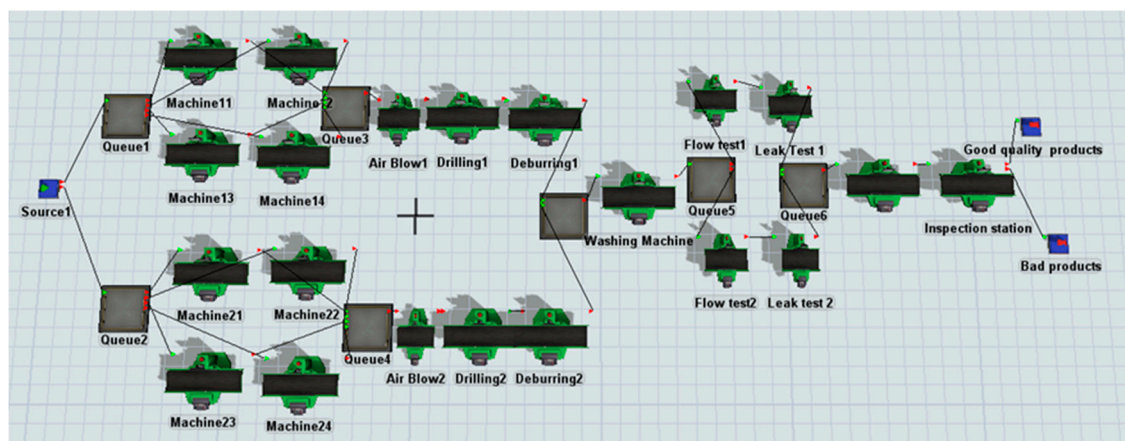 Machine11
Machine 2
Queue1
Queue3
Air Blow1
Drilling1
Deburring1
Machine13
Machine14
Source1
Flow test1
Leak Test 1
Good quality products
Washing Machine
Queue5
Queue6
Inspection station
Bad products
Machine21
Machine22
Flow test2
Leak test 2
Queue2
Queue4
Air Blow2
Drilling2
Deburring2
Machine23
Machine24